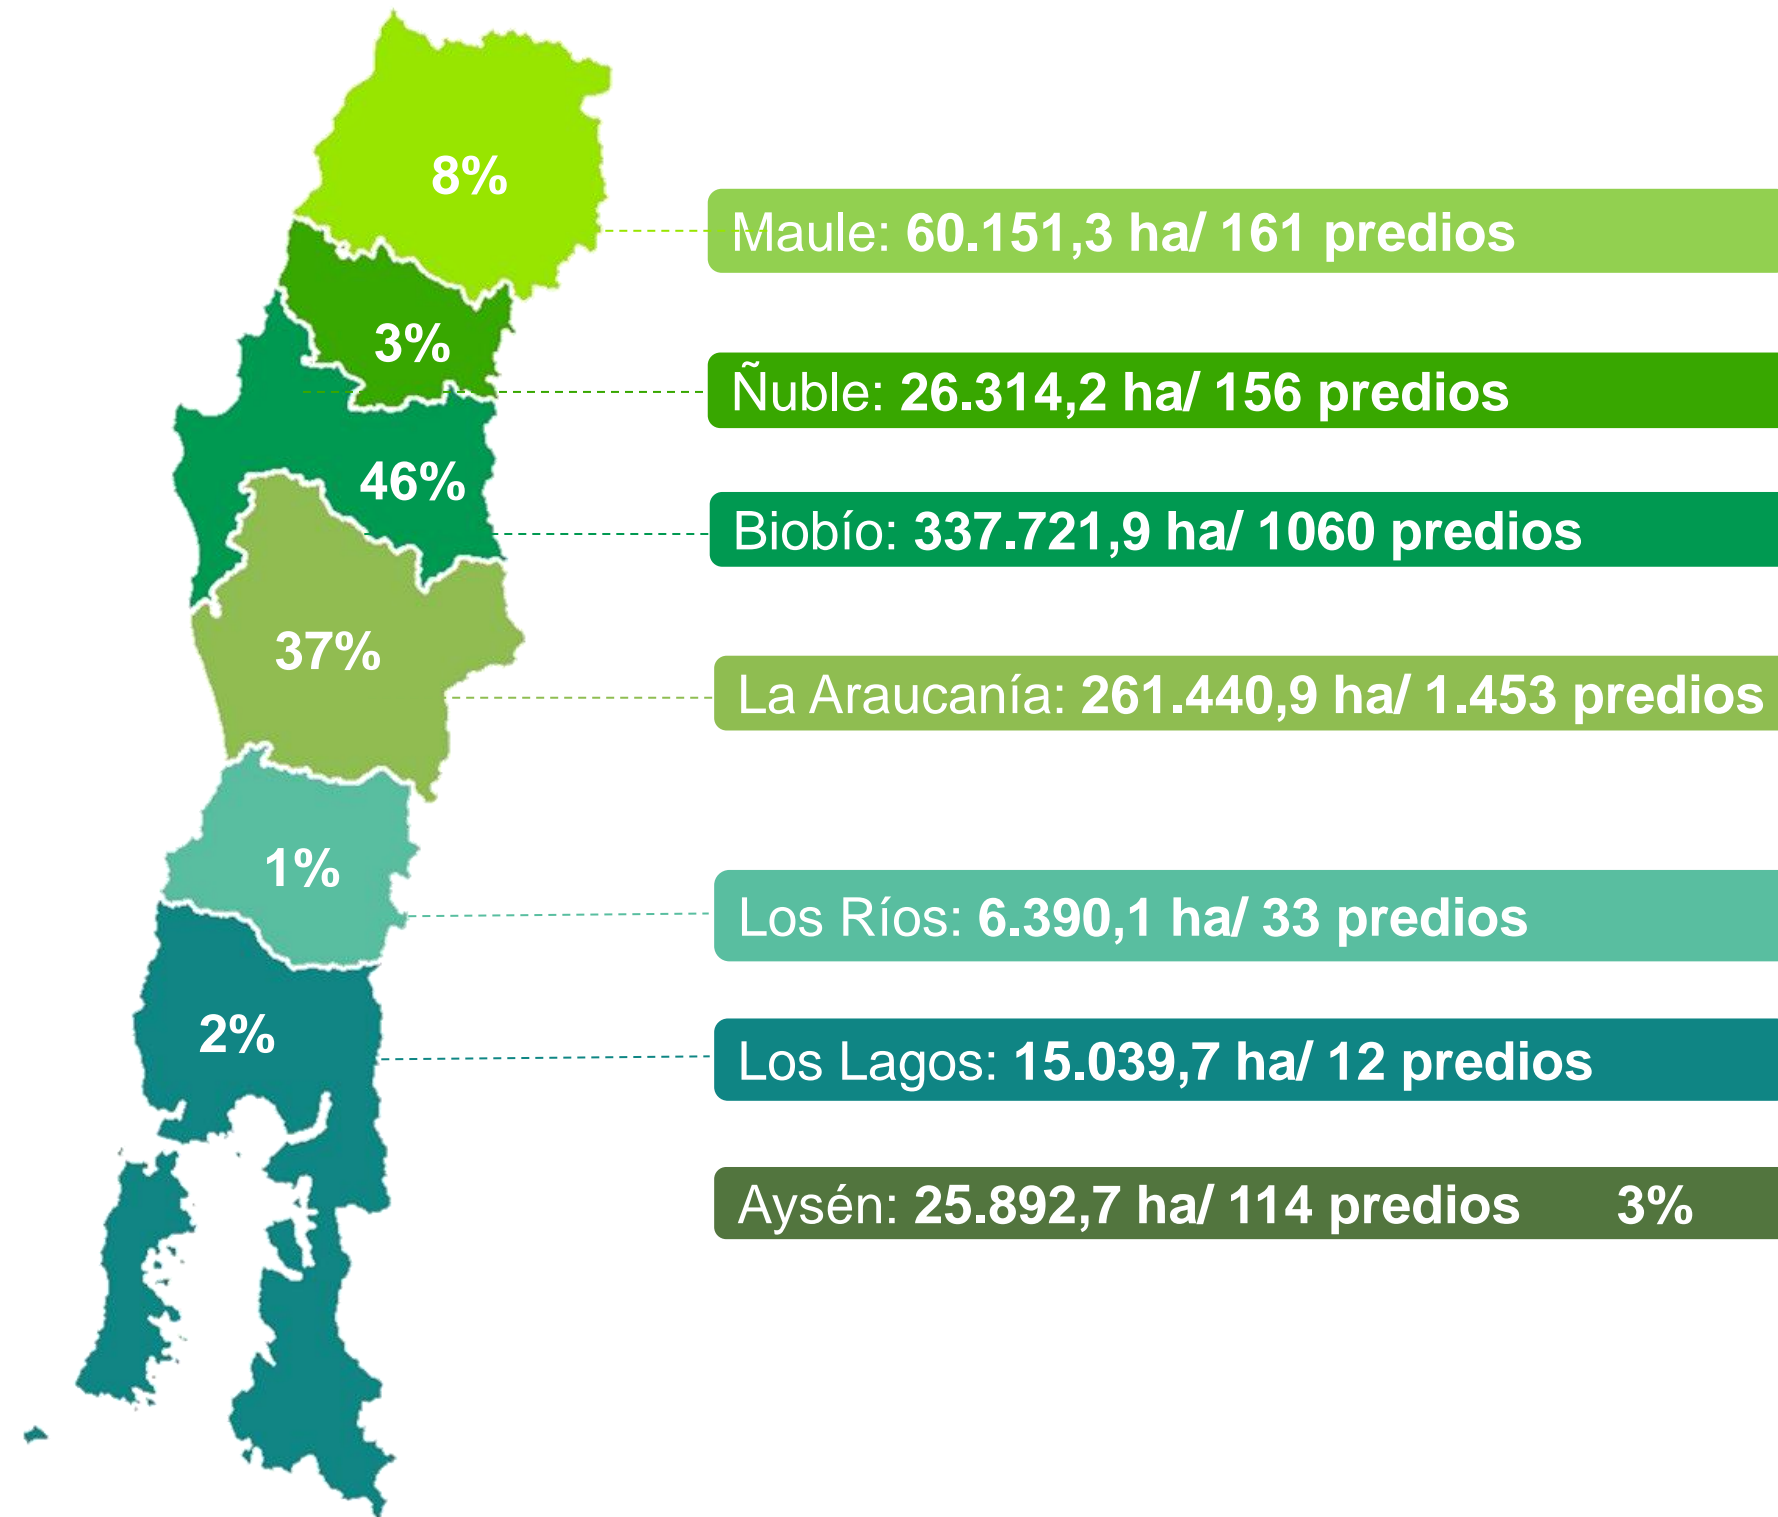 8%
Maule: 60.151,3 ha/ 161 predios
3%
Ñuble: 26.314,2 ha/ 156 predios
46%
Biobío: 337.721,9 ha/ 1060 predios
37%
La Araucanía: 261.440,9 ha/ 1.453 predios
1%
Los Ríos: 6.390,1 ha/ 33 predios
2%
Los Lagos: 15.039,7 ha/ 12 predios
Aysén: 25.892,7 ha/ 114 predios 3%